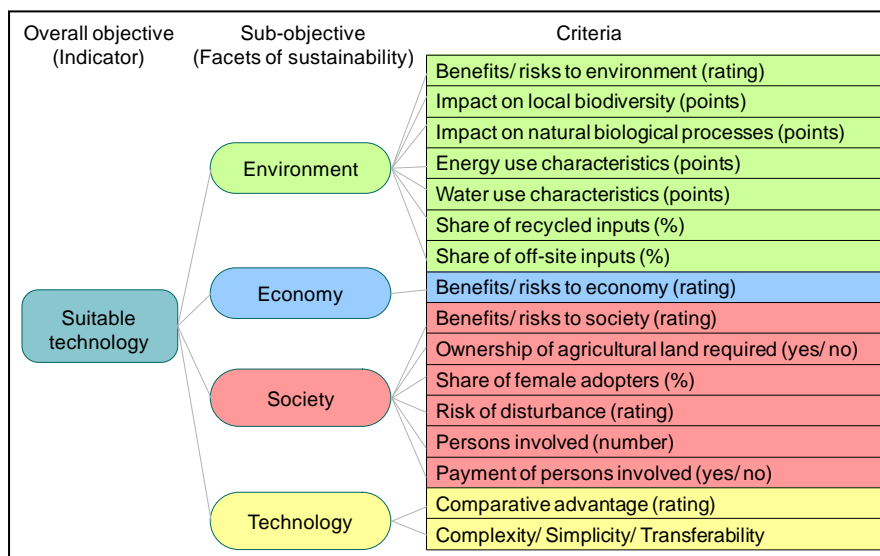 Overall objective
(Indicator)
Sub-objective
(Facets of sustainability)
Criteria
Suitable
technology
Environment
Benefits/ risks to environment (rating)
Impact on local biodiversity (points)
Impact on natural biological processes (points)
Energy use characteristics (points)
Water use characteristics (points)
Share of recycled inputs (%)
Share of off-site inputs (%)
Economy
Benefits/ risks to economy (rating)
Society
Benefits/ risks to society (rating)
Ownership of agricultural land required (yes/ no)
Share of female adopters (%)
Risk of disturbance (rating)
Persons involved (number)
Payment of persons involved (yes/ no)
Technology
Comparative advantage (rating)
Complexity/ Simplicity/ Transferability